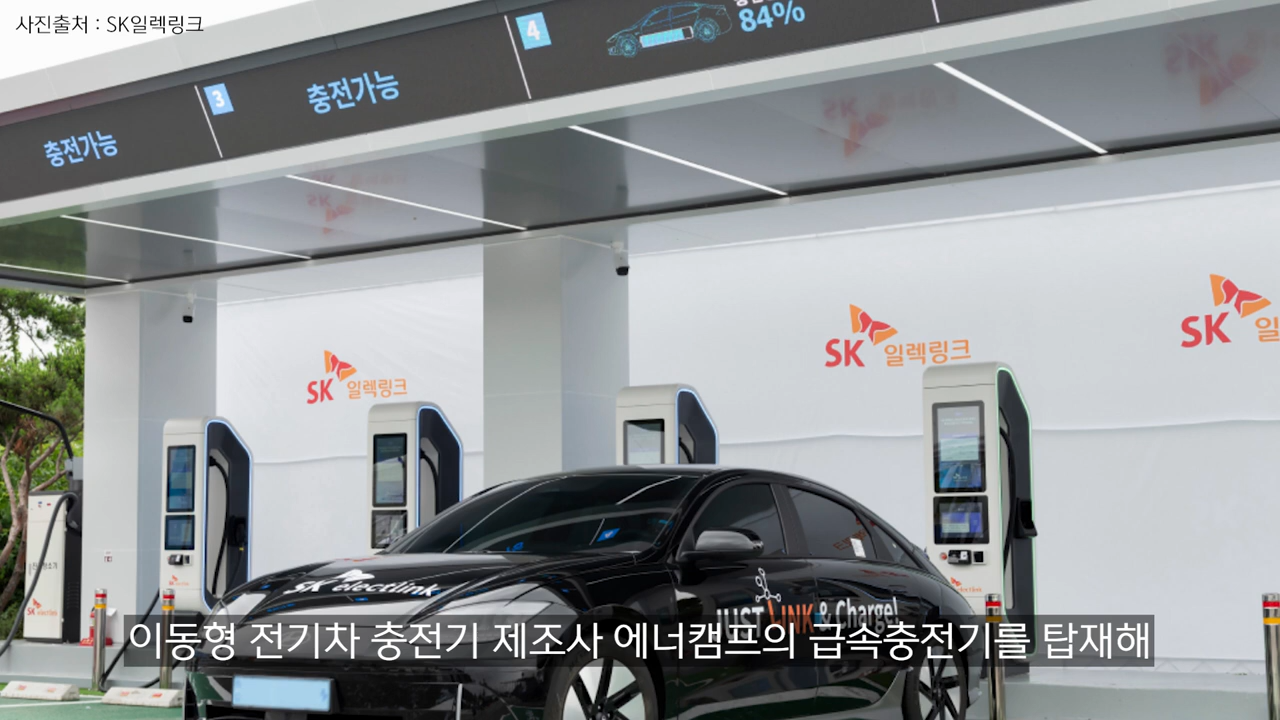 사진출처 : SK일렉링크
4
84%
3
충전가능
충전가능
SK 일렉링크
SK 일렉링크
SK 일
SK electlink
JUST LINK & Charge!
이동형 전기차 충전기 제조사 에너캠프의 급속충전기를 탑재해